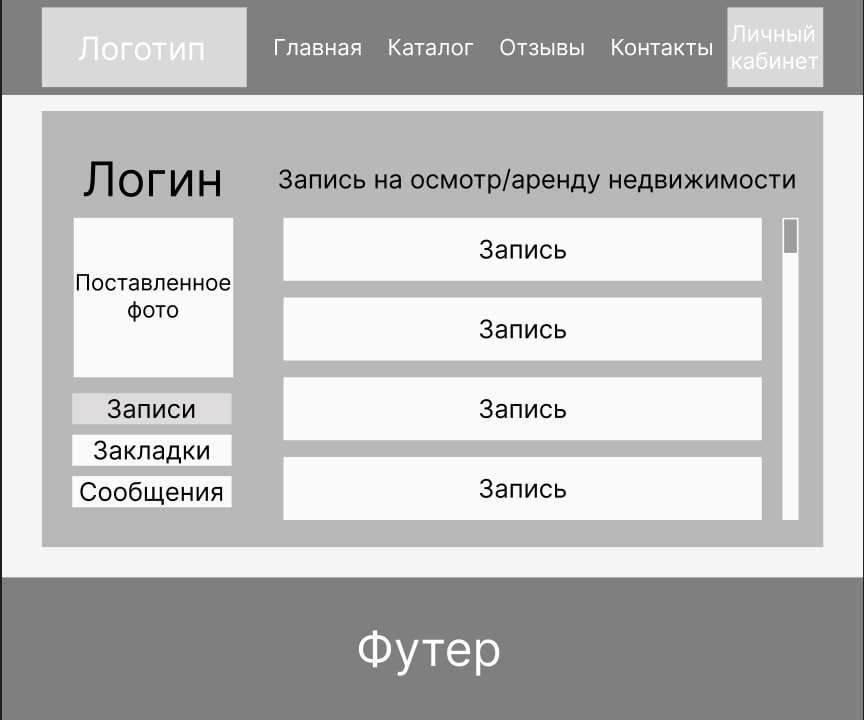 Логотип
Главная
Каталог
Отзывы
Контакты
Личный
кабинет
Логин
Запись на осмотр/аренду недвижимости
Поставленное
фото
Записи
Закладки
Сообщения
Запись
Запись
Запись
Запись
Футер